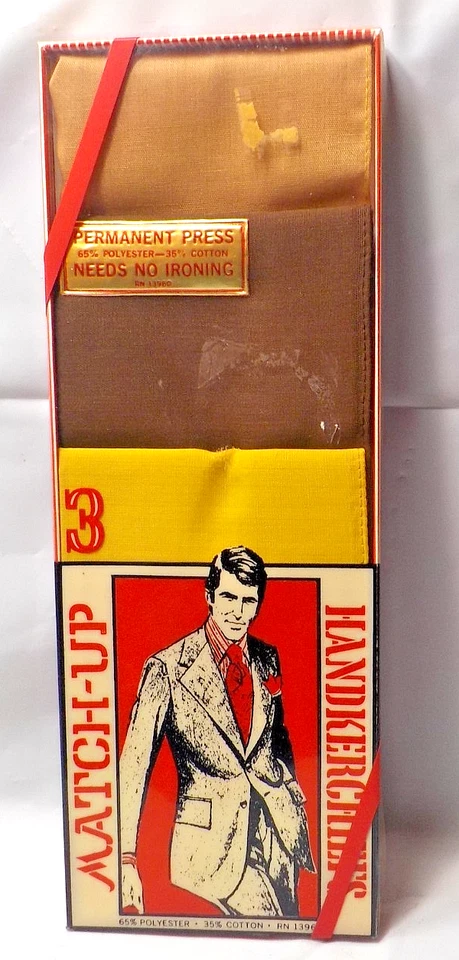 PERMANENT PRESS
65% POLYESTER—35% COTTON
NEEDS NO IRONING
RN 13960
3
MATCH-UP
HANDKERCHIEFS
65% POLYESTER • 35% COTTON • RN 1396